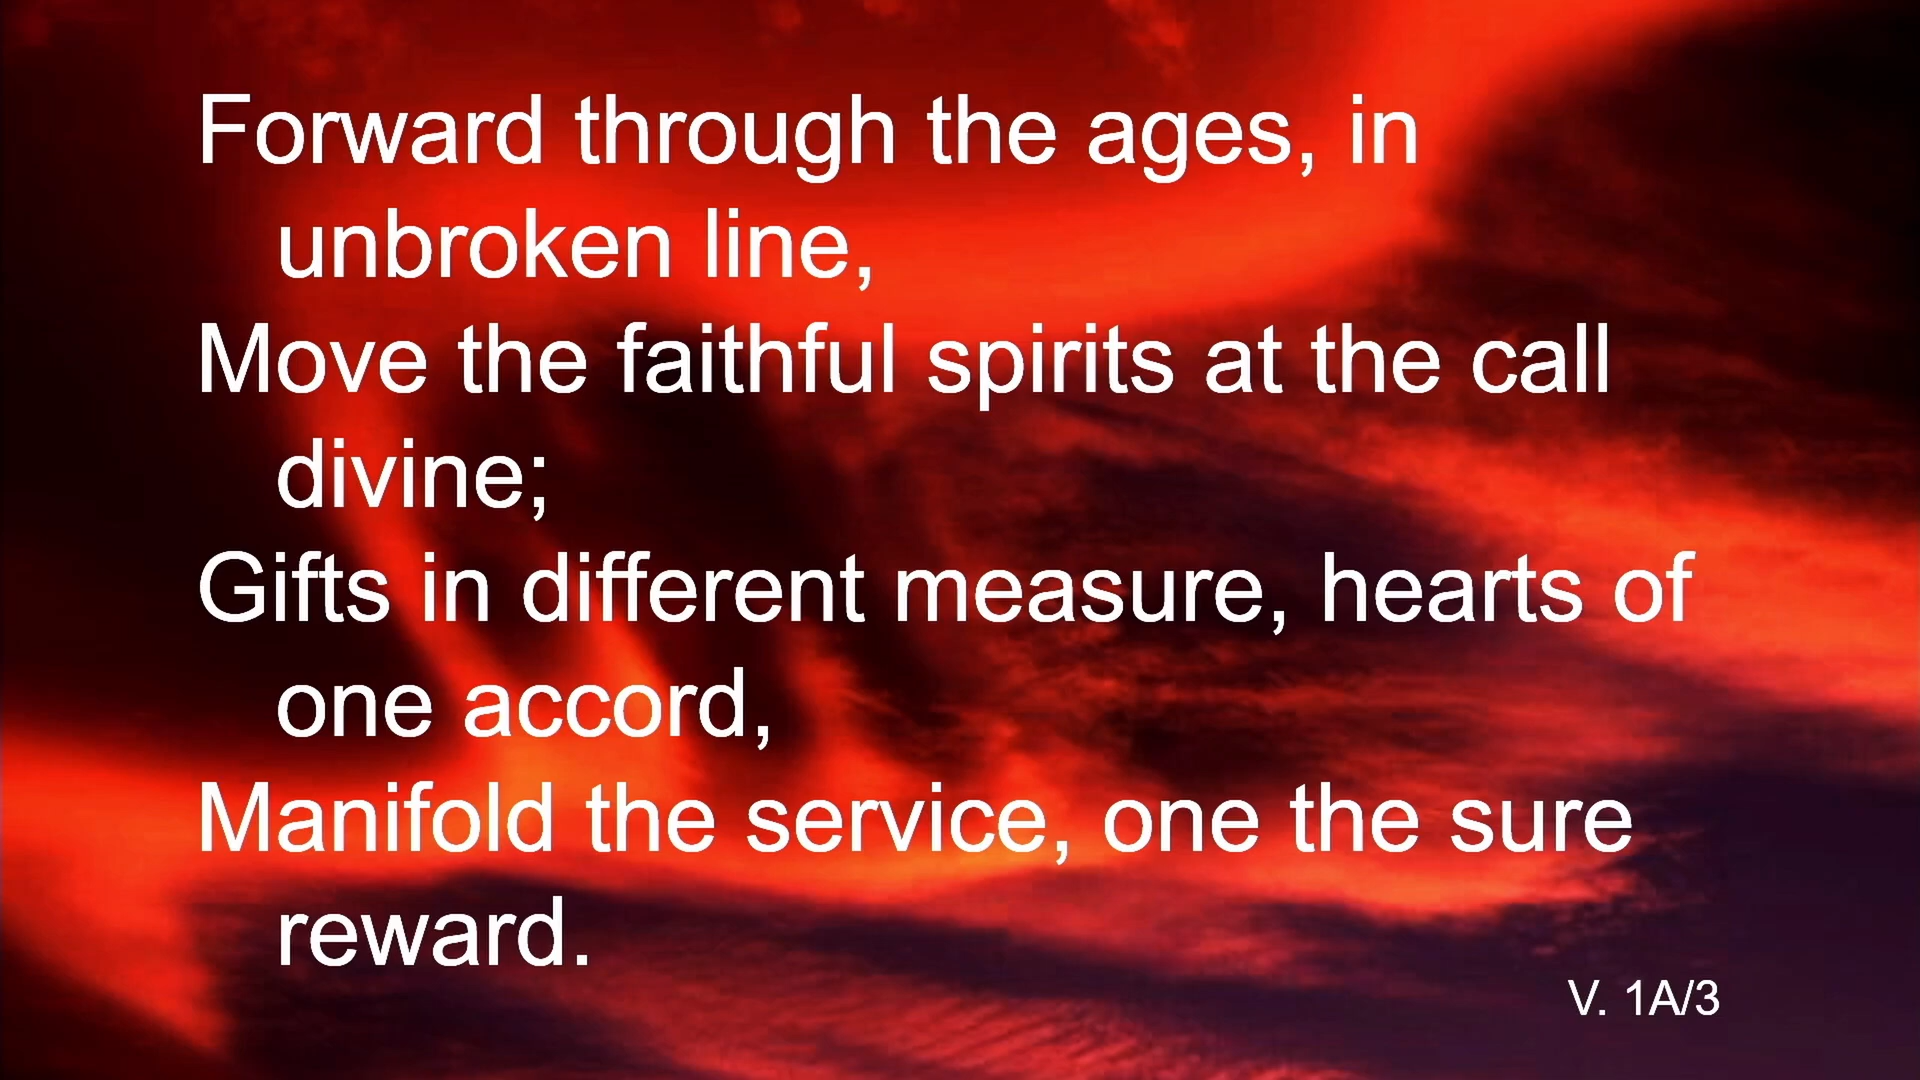 Forward through the ages, in
unbroken line,
Move the faithful spirits at the call
divine;
Gifts in different measure, hearts of
one accord,
Manifold the service, one the sure
reward.
V. 1A/3